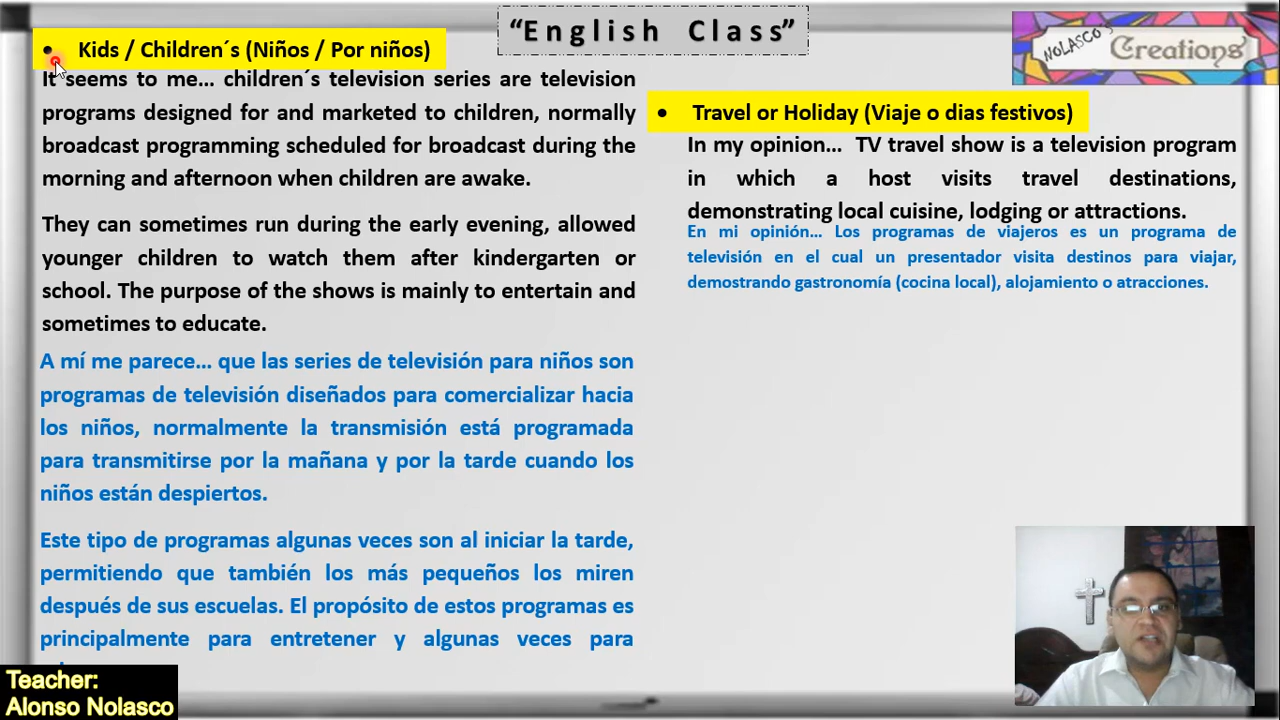 “English Class”
NOLASCO'S
Creations
• Kids / Children´s (Niños / Por niños)
It seems to me… children´s television series are television
programs designed for and marketed to children, normally
broadcast programming scheduled for broadcast during the
morning and afternoon when children are awake.
They can sometimes run during the early evening, allowed
younger children to watch them after kindergarten or
school. The purpose of the shows is mainly to entertain and
sometimes to educate.
A mí me parece… que las series de televisión para niños son
programas de televisión diseñados para comercializar hacia
los niños, normalmente la transmisión está programada
para transmitirse por la mañana y por la tarde cuando los
niños están despiertos.
Este tipo de programas algunas veces son al iniciar la tarde,
permitiendo que también los más pequeños los miren
después de sus escuelas. El propósito de estos programas es
principalmente para entretener y algunas veces para
• Travel or Holiday (Viaje o dias festivos)
In my opinion… TV travel show is a television program
in which a host visits travel destinations,
demonstrating local cuisine, lodging or attractions.
En mi opinión… Los programas de viajeros es un programa de
televisión en el cual un presentador visita destinos para viajar,
demostrando gastronomía (cocina local), alojamiento o atracciones.
Teacher:
Alonso Nolasco